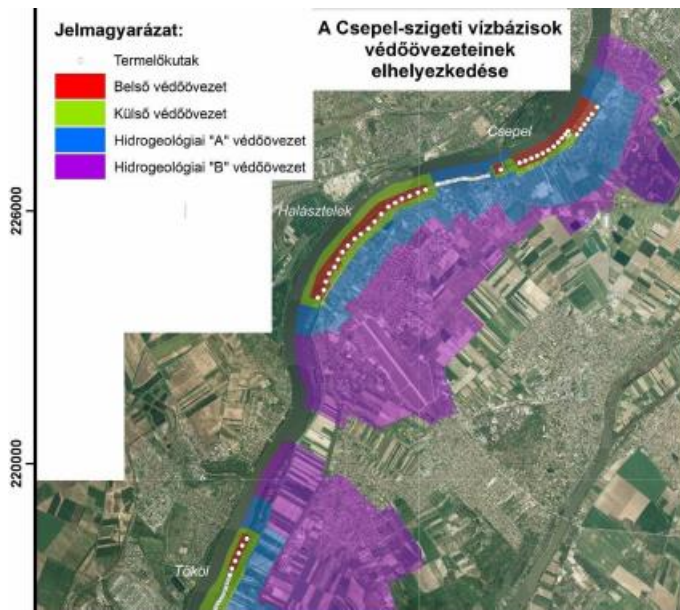 Jelmagyarázat:
Termelőkutak
Belső védőövezet
Külső védőövezet
Hidrogeológiai "A" védőövezet
Hidrogeológiai "B" védőövezet
A Csepel-szigeti vízbázisok
védőövezeteinek
elhelyezkedése
Csepel
Halásztelek
Tököl
226000
220000